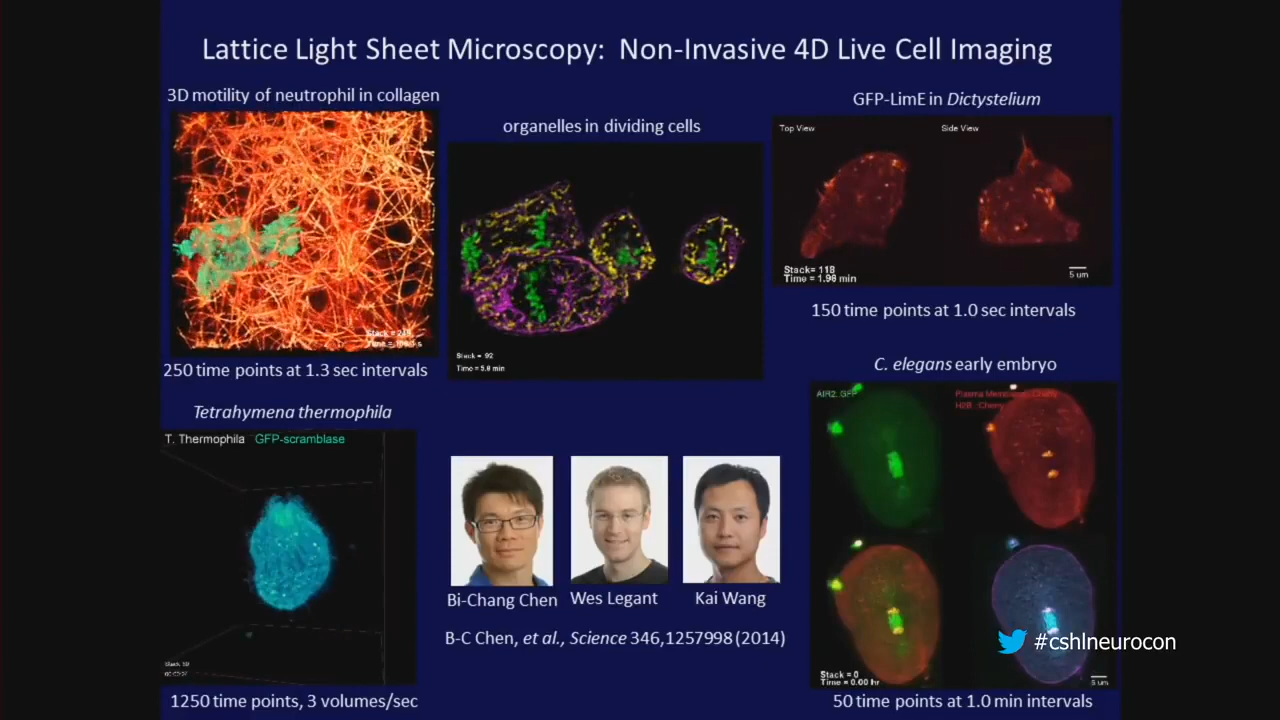 Lattice Light Sheet Microscopy: Non-Invasive 4D Live Cell Imaging
3D motility of neutrophil in collagen
250 time points at 1.3 sec intervals
organelles in dividing cells
Stack = 92
Time = 5.8 min
GFP-LimE in Dictystelium
Top View
Side View
Stack= 118
Time = 1.98 min
5 um
150 time points at 1.0 sec intervals
Tetrahymena thermophila
T. Thermophila GFP-scramblase
1250 time points, 3 volumes/sec
Bi-Chang Chen
Wes Legant
Kai Wang
B-C Chen, et al., Science 346,1257998 (2014)
C. elegans early embryo
AIR2::GFP
Plasma
H2B
Stack=0
Time = 0.00 hr
5 um
50 time points at 1.0 min intervals
#cshlneurocon